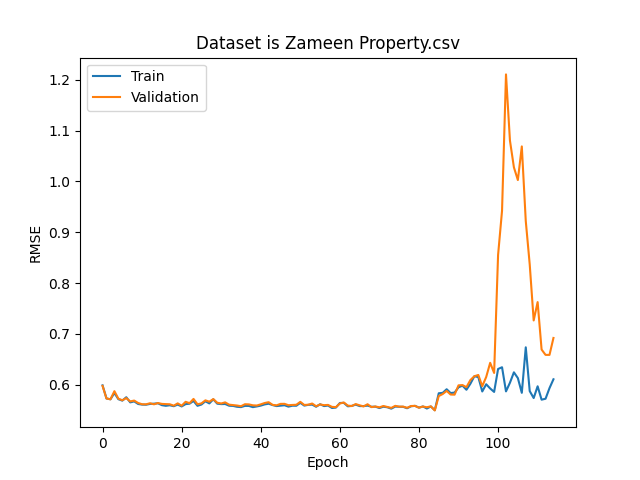 Dataset is Zameen Property.csv
Train
Validation
RMSE
1.2
1.1
1.0
0.9
0.8
0.7
0.6
0 20 40 60 80 100
Epoch